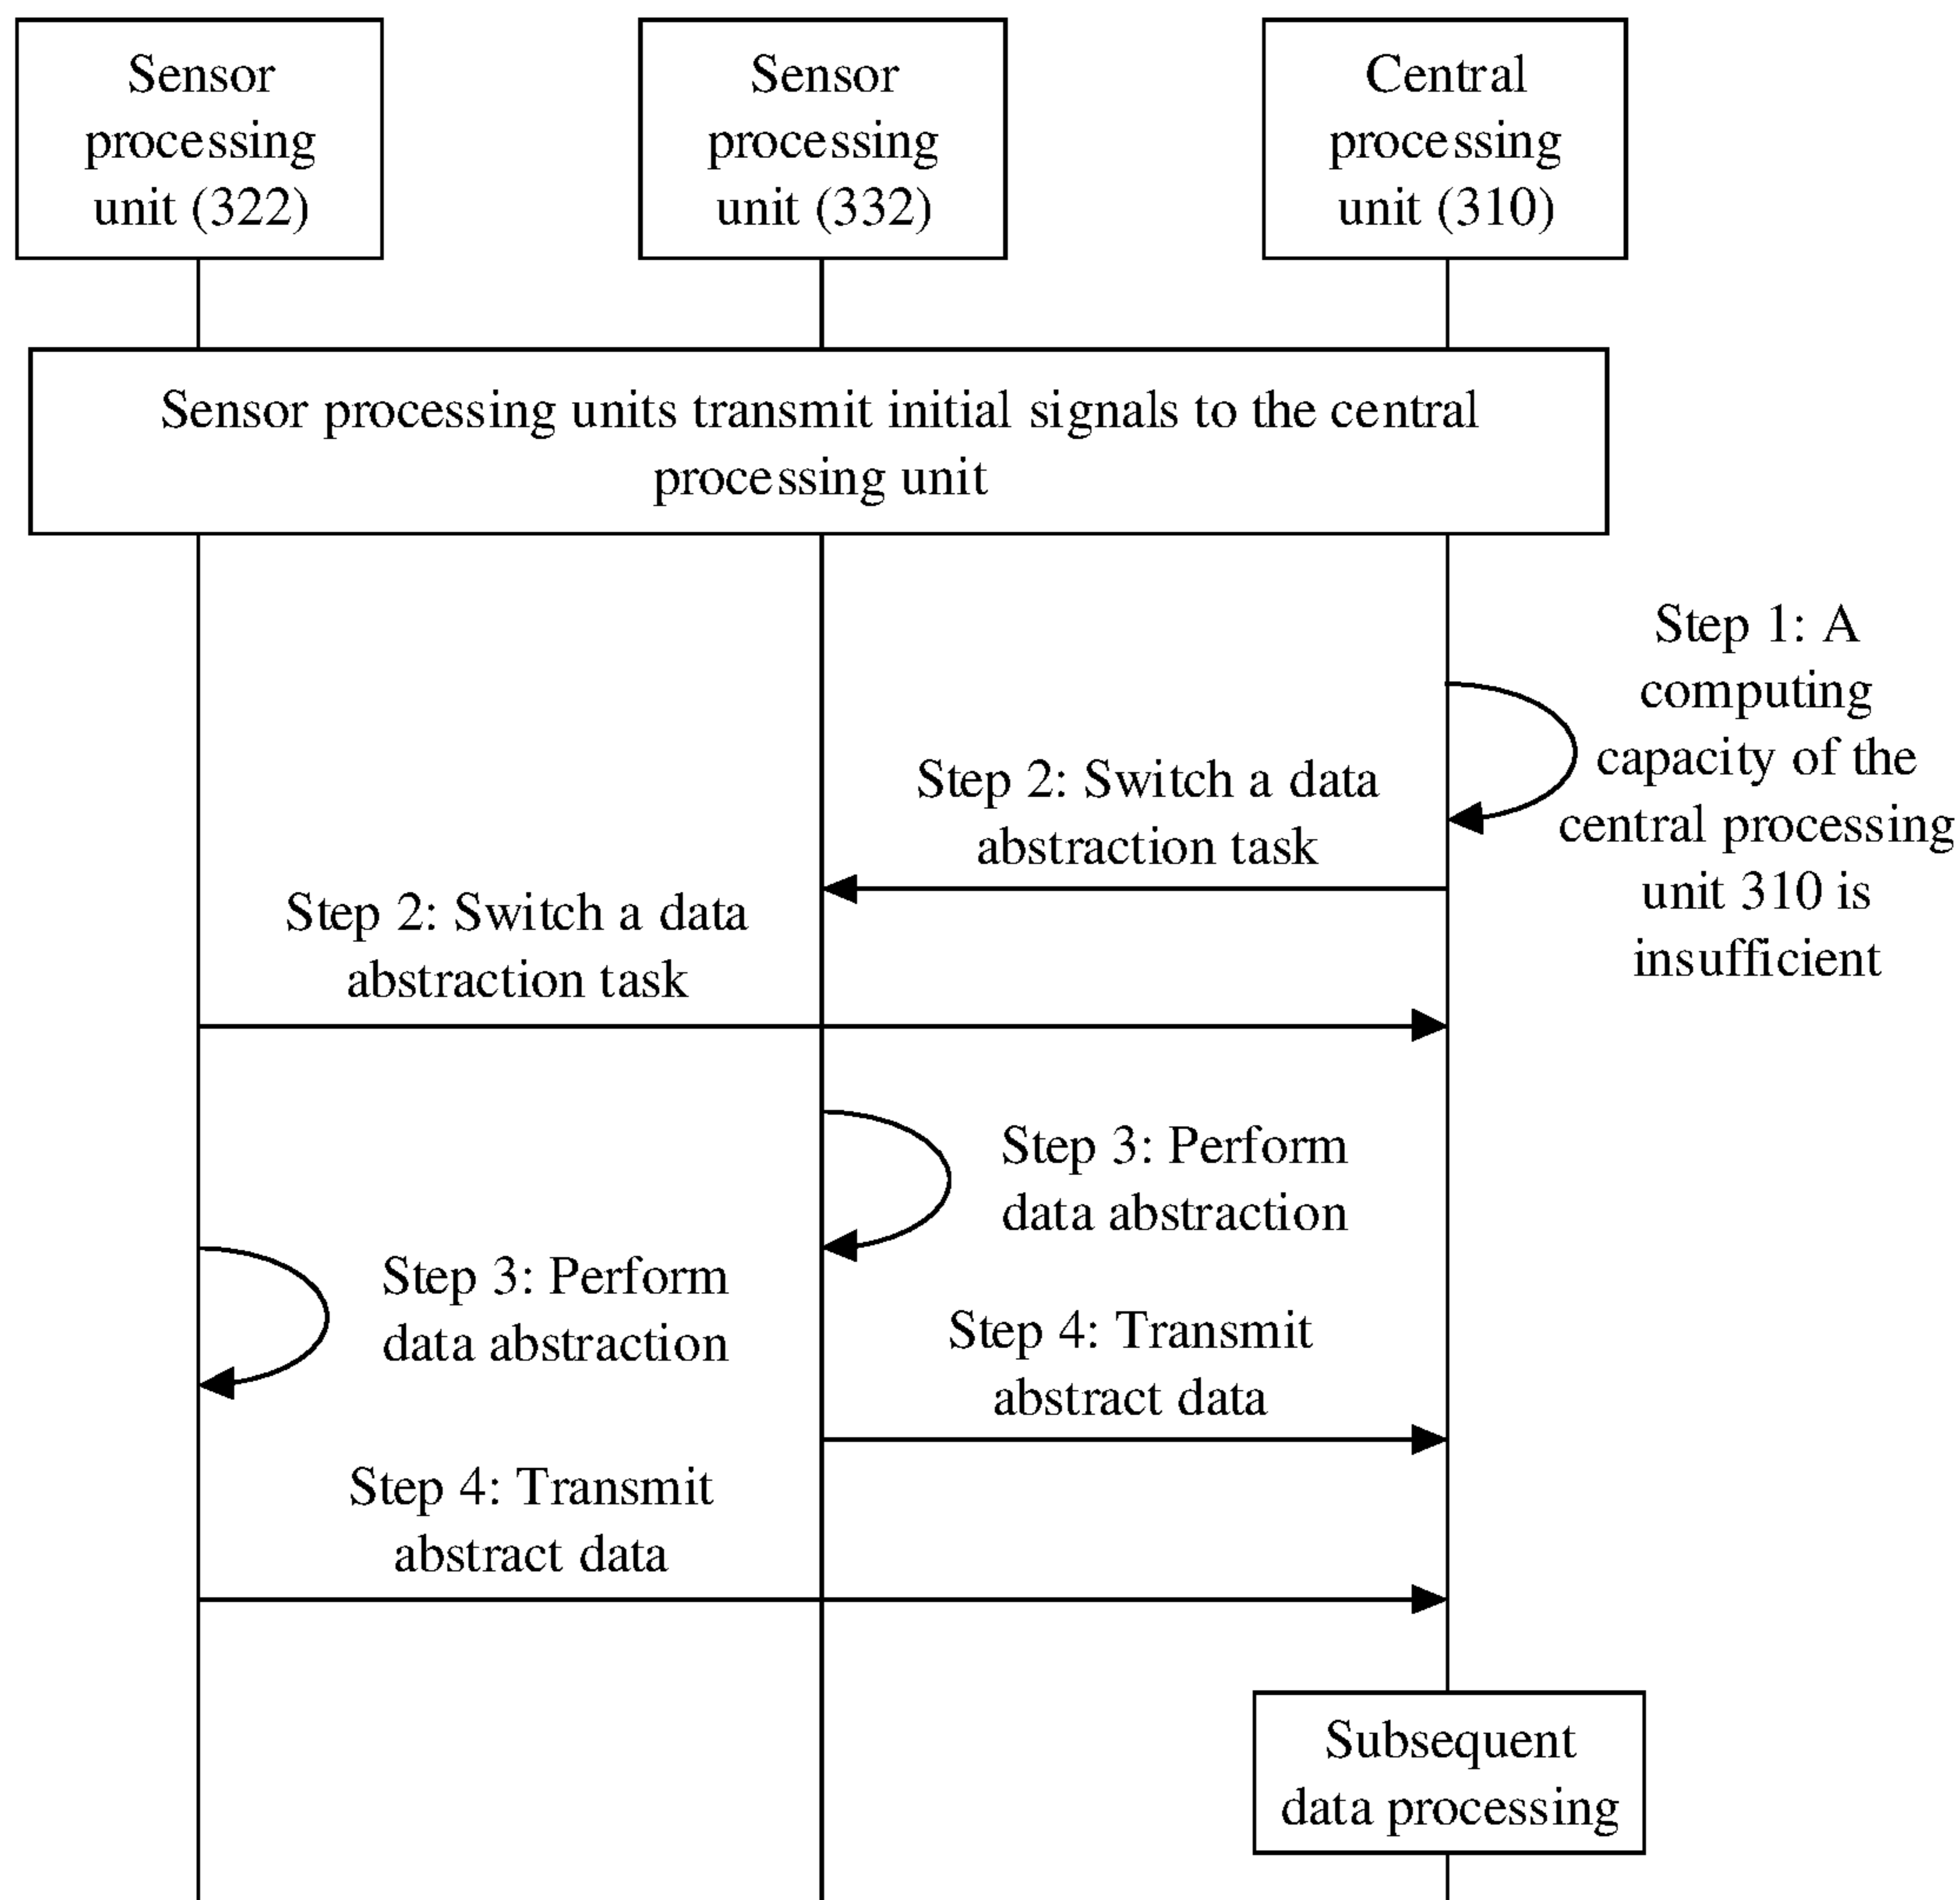 Sensor
processing
unit (322)
Sensor
processing
unit (332)
Central
processing
unit (310)
Sensor processing units transmit initial signals to the central
processing unit
Step 1: A
computing
capacity of the
central processing
unit 310 is
insufficient
Step 2: Switch a data
abstraction task
Step 2: Switch a data
abstraction task
Step 3: Perform
data abstraction
Step 3: Perform
data abstraction
Step 4: Transmit
abstract data
Step 4: Transmit
abstract data
Subsequent
data processing